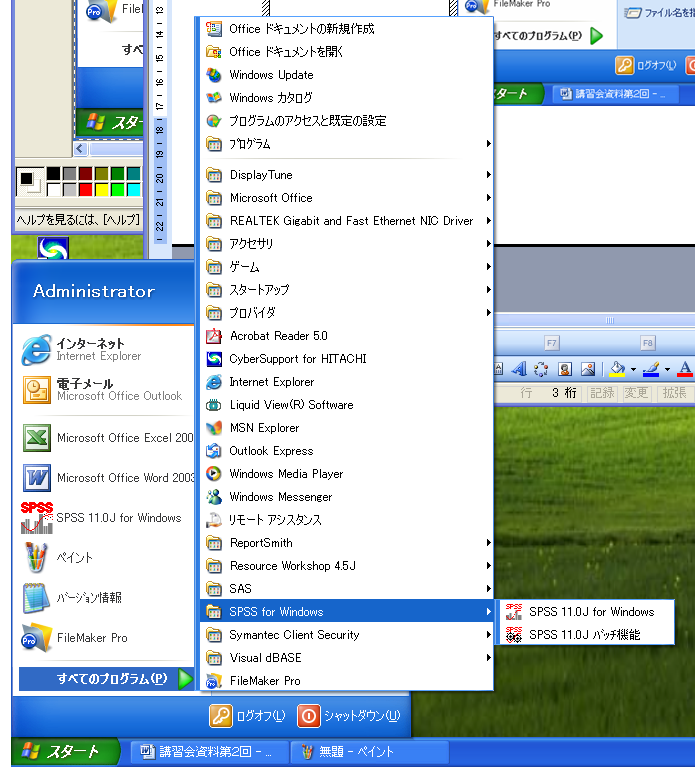 FileMaker Pro
ファイル名を指
すべてのプログラム(P)
ログオフ(L)
スタート
講習会資料第2回 - ...
Filel
すべ
スタ
ヘルプを見るには、[ヘルプ]
12
13
14
15
16
17
18
19
20
21
22
Office ドキュメントの新規作成
Office ドキュメントを開く
Windows Update
Windows カタログ
プログラムのアクセスと既定の設定
プログラム
DisplayTune
Microsoft Office
REALTEK Gigabit and Fast Ethernet NIC Driver
アクセサリ
ゲーム
スタートアップ
プロバイダ
Acrobat Reader 5.0
CyberSupport for HITACHI
Internet Explorer
Liquid View(R) Software
MSN Explorer
Outlook Express
Windows Media Player
Windows Messenger
リモート アシスタンス
ReportSmith
Resource Workshop 4.5J
SAS
SPSS for Windows
Symantec Client Security
Visual dBASE
FileMaker Pro
SPSS 11.0J for Windows
SPSS 11.0J バッチ機能
Administrator
インターネット
Internet Explorer
電子メール
Microsoft Office Outlook
Microsoft Office Excel 200
Microsoft Office Word 2003
SPSS
SPSS 11.0J for Windows
ペイント
バージョン情報
FileMaker Pro
すべてのプログラム(P)
F7
F8
行
3 桁
記録
変更
拡張
ログオフ(L)
シャットダウン(U)
スタート
講習会資料第2回 - ...
無題 - ペイント